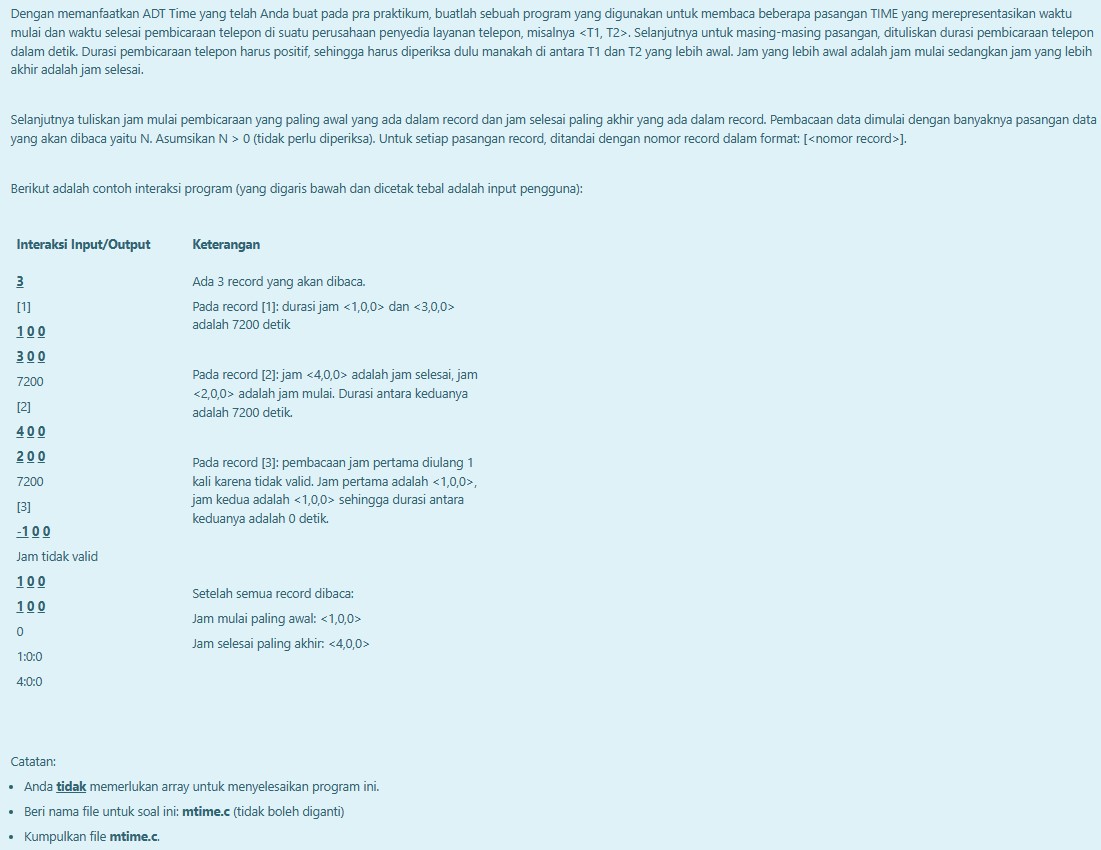 Dengan memanfaatkan ADT Time yang telah Anda buat pada pra praktikum, buatlah sebuah program yang digunakan untuk membaca beberapa pasangan TIME yang merepresentasikan waktu
mulai dan waktu selesai pembicaraan telepon di suatu perusahaan penyedia layanan telepon, misalnya <T1, T2>. Selanjutnya untuk masing-masing pasangan, dituliskan durasi pembicaraan telepon
dalam detik. Durasi pembicaraan telepon harus positif, sehingga harus diperiksa dulu manakah di antara T1 dan T2 yang lebih awal. Jam yang lebih awal adalah jam mulai sedangkan jam yang lebih
akhir adalah jam selesai.
Selanjutnya tuliskan jam mulai pembicaraan yang paling awal yang ada dalam record dan jam selesai paling akhir yang ada dalam record. Pembacaan data dimulai dengan banyaknya pasangan data
yang akan dibaca yaitu N. Asumsikan N > 0 (tidak perlu diperiksa). Untuk setiap pasangan record, ditandai dengan nomor record dalam format: [<nomor record>].
Berikut adalah contoh interaksi program (yang digaris bawah dan dicetak tebal adalah input pengguna):
Interaksi Input/Output Keterangan
3 Ada 3 record yang akan dibaca.
[1] Pada record [1]: durasi jam <1,0,0> dan <3,0,0>
adalah 7200 detik
1 0 0
3 0 0
7200 Pada record [2]: jam <4,0,0> adalah jam selesai, jam
<2,0,0> adalah jam mulai. Durasi antara keduanya
adalah 7200 detik.
[2]
4 0 0
2 0 0
7200 Pada record [3]: pembacaan jam pertama diulang 1
kali karena tidak valid. Jam pertama adalah <1,0,0>,
jam kedua adalah <1,0,0> sehingga durasi antara
keduanya adalah 0 detik.
[3]
-1 0 0
Jam tidak valid
1 0 0 Setelah semua record dibaca:
1 0 0 Jam mulai paling awal: <1,0,0>
0 Jam selesai paling akhir: <4,0,0>
1:0:0
4:0:0
Catatan:
• Anda tidak memerlukan array untuk menyelesaikan program ini.
• Beri nama file untuk soal ini: mtime.c (tidak boleh diganti)
• Kumpulkan file mtime.c.